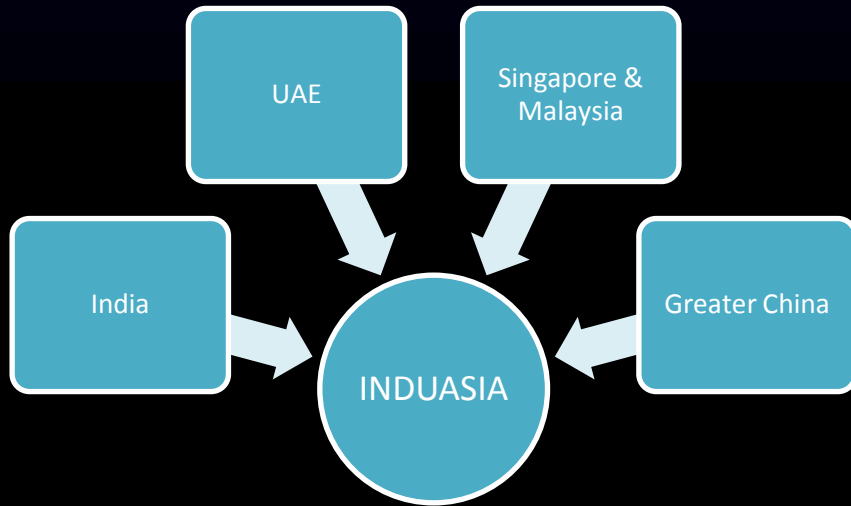 UAE
Singapore &
Malaysia
India
Greater China
INDUASIA